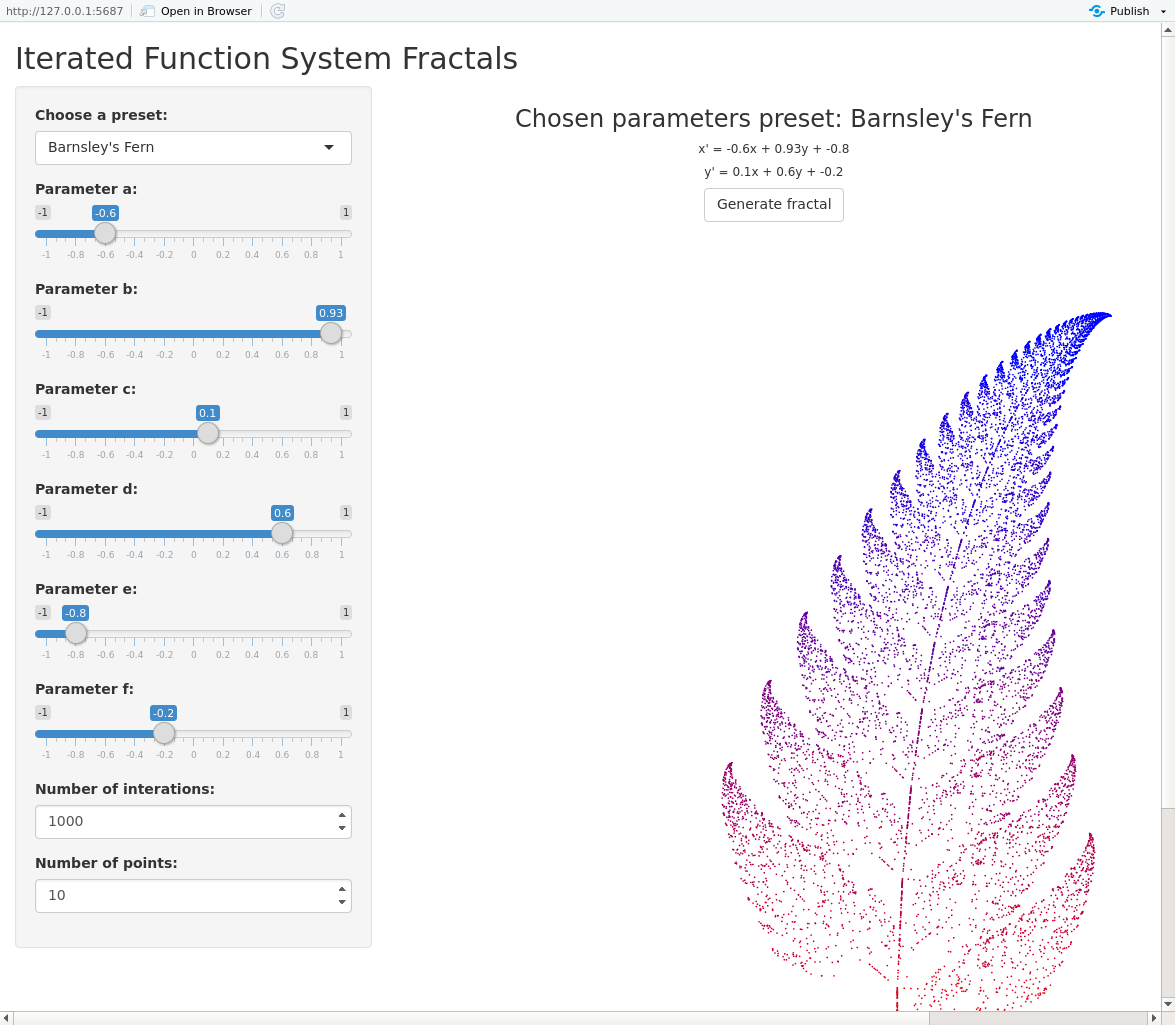 http://127.0.0.1:5687 Open in Browser Publish
Iterated Function System Fractals
Choose a preset:
Barnsley's Fern
Parameter a:
-1 -0.6 1
-1 -0.8 -0.6 -0.4 -0.2 0 0.2 0.4 0.6 0.8 1
Parameter b:
-1 0.93 1
-1 -0.8 -0.6 -0.4 -0.2 0 0.2 0.4 0.6 0.8 1
Parameter c:
-1 0.1 1
-1 -0.8 -0.6 -0.4 -0.2 0 0.2 0.4 0.6 0.8 1
Parameter d:
-1 0.6 1
-1 -0.8 -0.6 -0.4 -0.2 0 0.2 0.4 0.6 0.8 1
Parameter e:
-1 -0.8 1
-1 -0.8 -0.6 -0.4 -0.2 0 0.2 0.4 0.6 0.8 1
Parameter f:
-1 -0.2 1
-1 -0.8 -0.6 -0.4 -0.2 0 0.2 0.4 0.6 0.8 1
Number of interations:
1000
Number of points:
10
Chosen parameters preset: Barnsley's Fern
x' = -0.6x + 0.93y + -0.8
y' = 0.1x + 0.6y + -0.2
Generate fractal